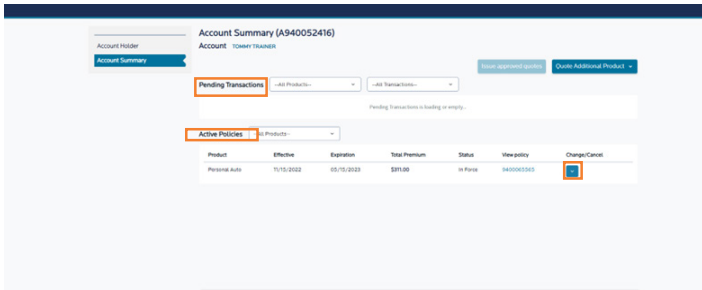 Account Summary (A940052416)
Account Holder
Account TOMMY TRAINER
Account Summary
Issue approved quotes Quote Additional Product
Pending Transactions --All Products-- --All Transactions--
Pending Transactions is loading or empty.
Active Policies --All Products--
Product Effective Expiration Total Premium Status View policy Change/Cancel
Personal Auto 11/15/2022 05/15/2023 $311.00 In Force 9400065563